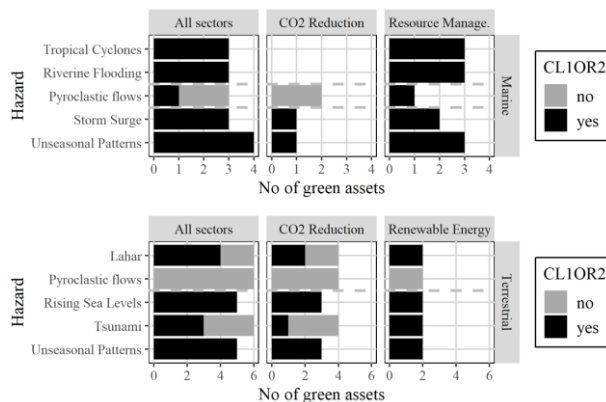 All sectors CO2 Reduction Resource Manage.
Hazard
Tropical Cyclones
Riverine Flooding
Pyroclastic flows
Storm Surge
Unseasonal Patterns
Marine
CL1OR2
no
yes
0 1 2 3 4 0 1 2 3 4 0 1 2 3 4
No of green assets
All sectors CO2 Reduction Renewable Energy
Hazard
Lahar
Pyroclastic flows
Rising Sea Levels
Tsunami
Unseasonal Patterns
Terrestrial
CL1OR2
no
yes
0 2 4 6 0 2 4 6 0 2 4 6
No of green assets